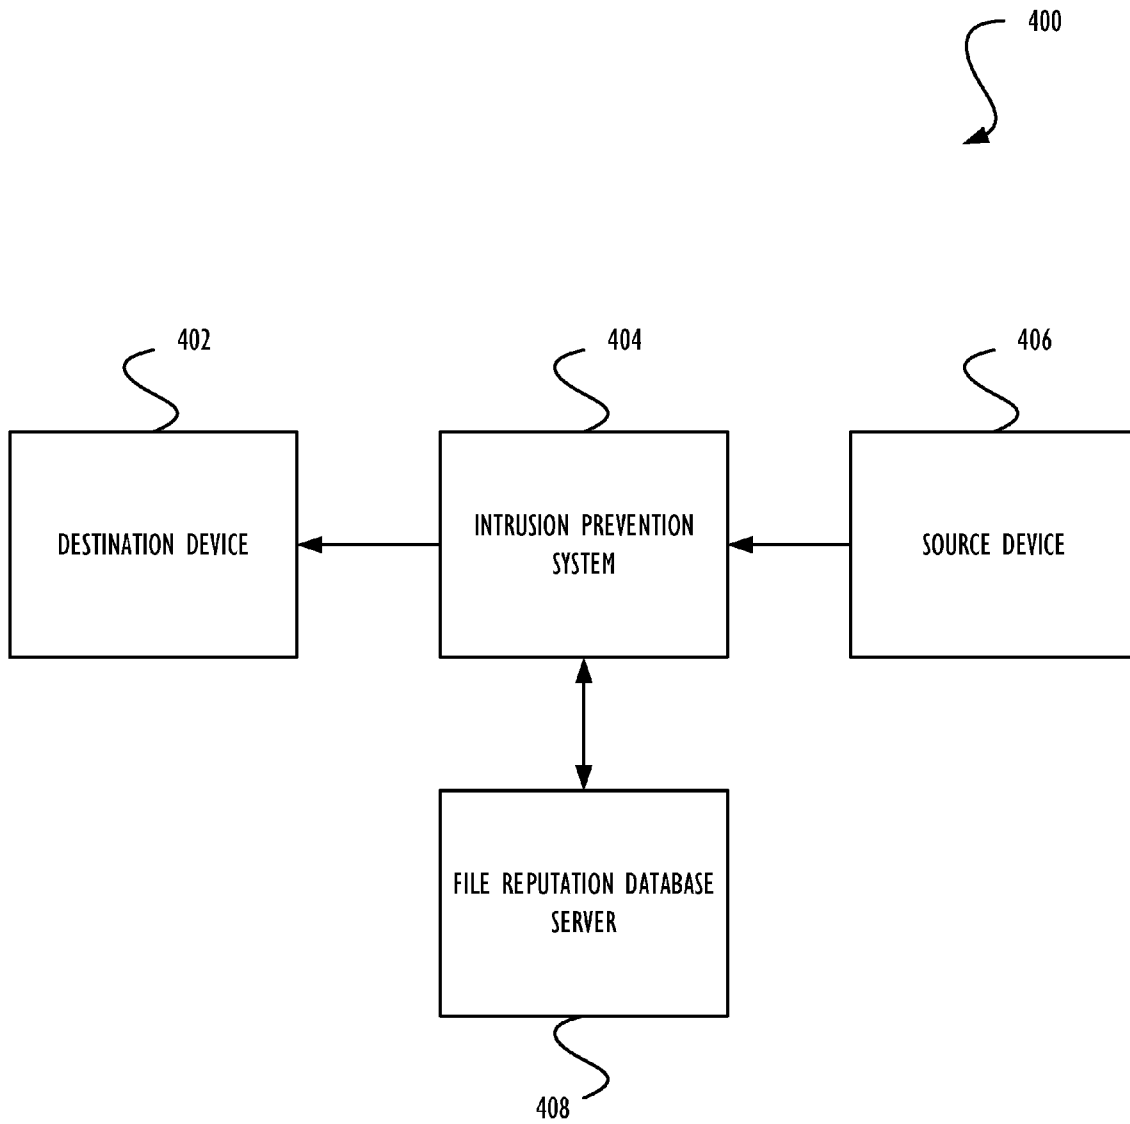 400
402
404
406
DESTINATION DEVICE
INTRUSION PREVENTION
SYSTEM
SOURCE DEVICE
FILE REPUTATION DATABASE
SERVER
408